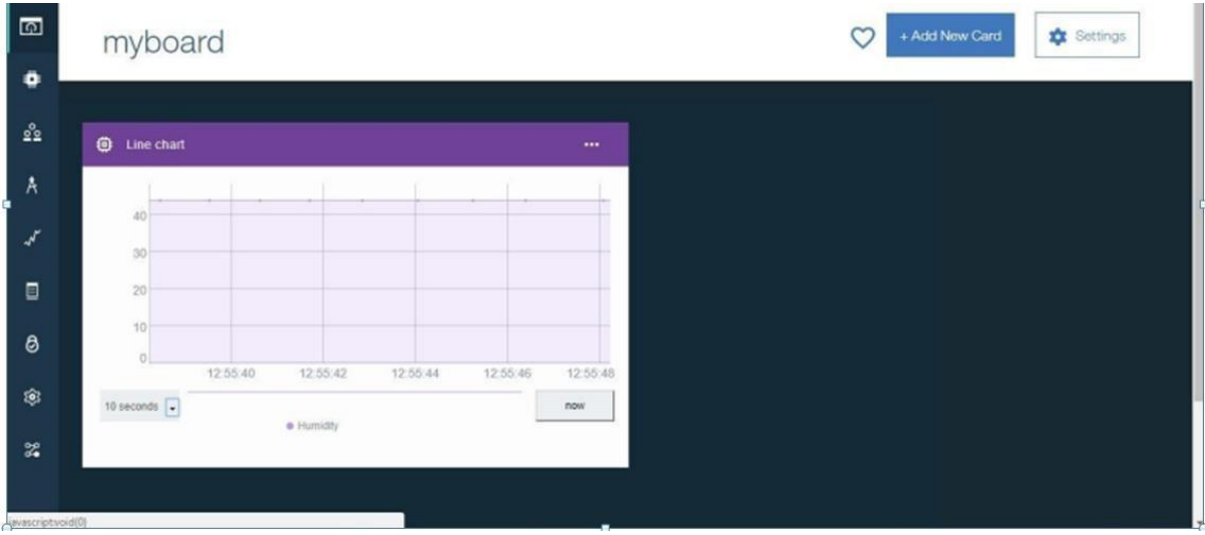 myboard
+ Add New Card
Settings
Line chart
40
30
20
10
0
12:55:40 12:55:42 12:55:44 12:55:46 12:55:48
10 seconds
now
Humidity
javascript:void(0)